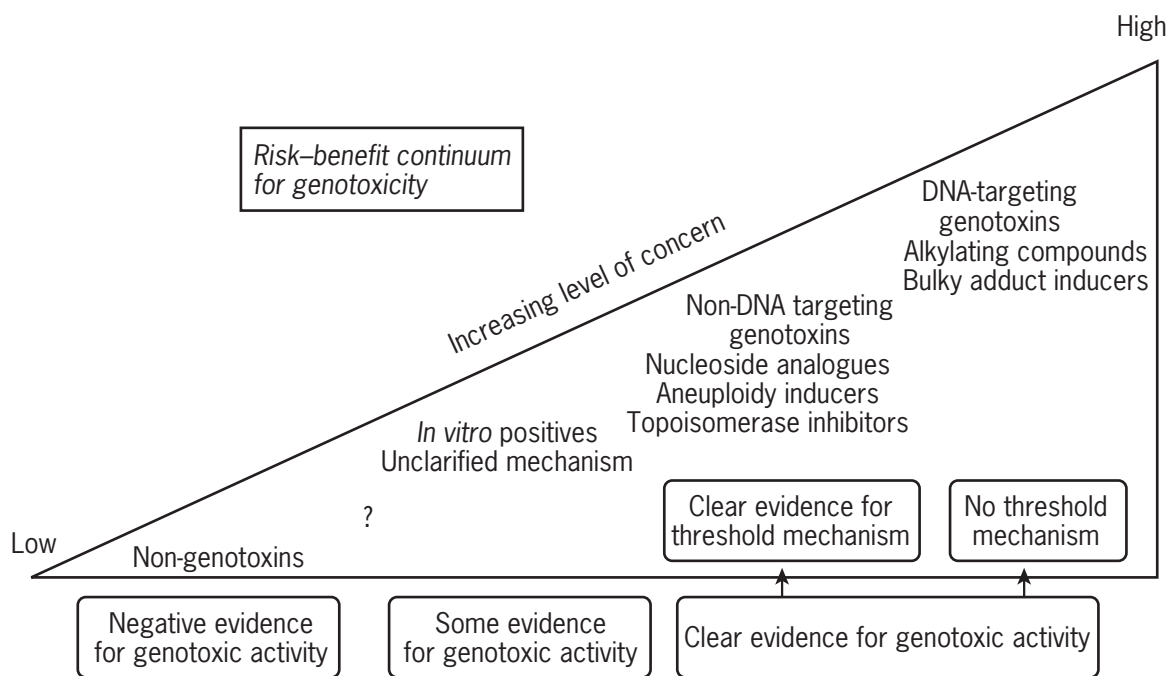 High
Risk–benefit continuum
for genotoxicity
Increasing level of concern
DNA-targeting
genotoxins
Alkylating compounds
Bulky adduct inducers
Non-DNA targeting
genotoxins
Nucleoside analogues
Aneuploidy inducers
Topoisomerase inhibitors
In vitro positives
Unclarified mechanism
?
Low
Non-genotoxins
Clear evidence for
threshold mechanism
No threshold
mechanism
Negative evidence
for genotoxic activity
Some evidence
for genotoxic activity
Clear evidence for genotoxic activity